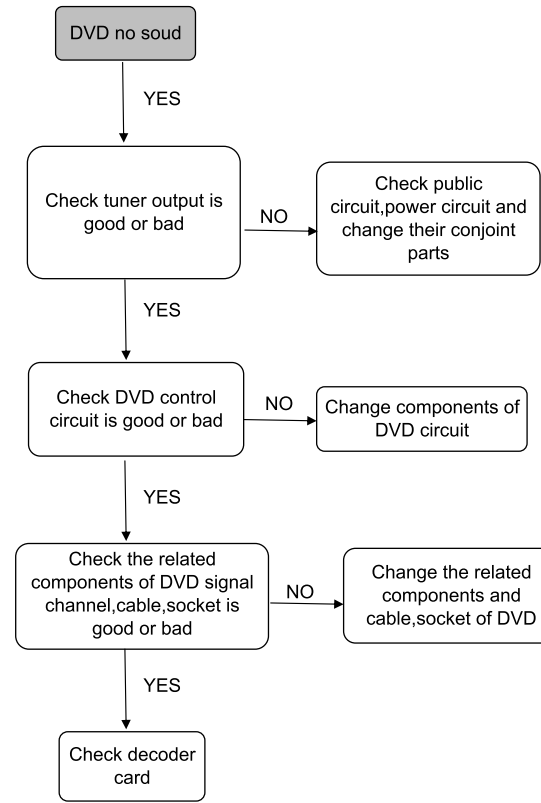 DVD no soud
YES
Check tuner output is
good or bad
NO
Check public
circuit,power circuit and
change their conjoint
parts
YES
Check DVD control
circuit is good or bad
NO
Change components of
DVD circuit
YES
Check the related
components of DVD signal
channel,cable,socket is
good or bad
NO
Change the related
components and
cable,socket of DVD
YES
Check decoder
card